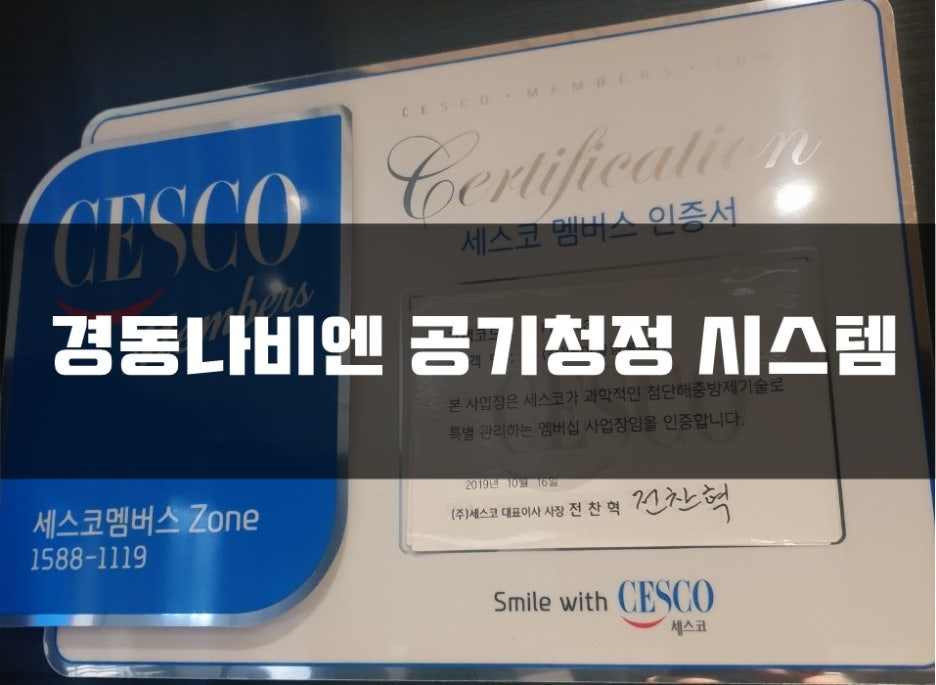 CESCO • MEMBERS • ZONE
Certification
세스코 멤버스 인증서
CESCO
Members
경동나비엔 공기청정 시스템
본 사업장은 세스코가 과학적인 첨단해충방제기술로
특별 관리하는 멤버십 사업장임을 인증합니다.
2019년 10월 16일
(주)세스코 대표이사 사장 전 찬 혁 전찬혁
세스코멤버스 Zone
1588-1119
Smile with CESCO
세스코